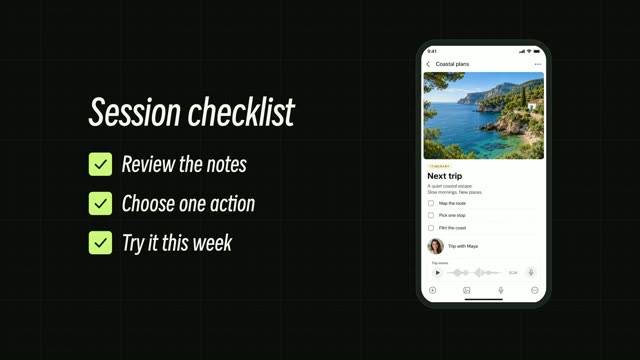 Session checklist
Review the notes
Choose one action
Try it this week
9:41
Coastal plans
ITINERARY
Next trip
A quiet coastal escape.
Slow mornings. New places.
Map the route
Pick one stop
Film the coast
Trip with Maya
0:24